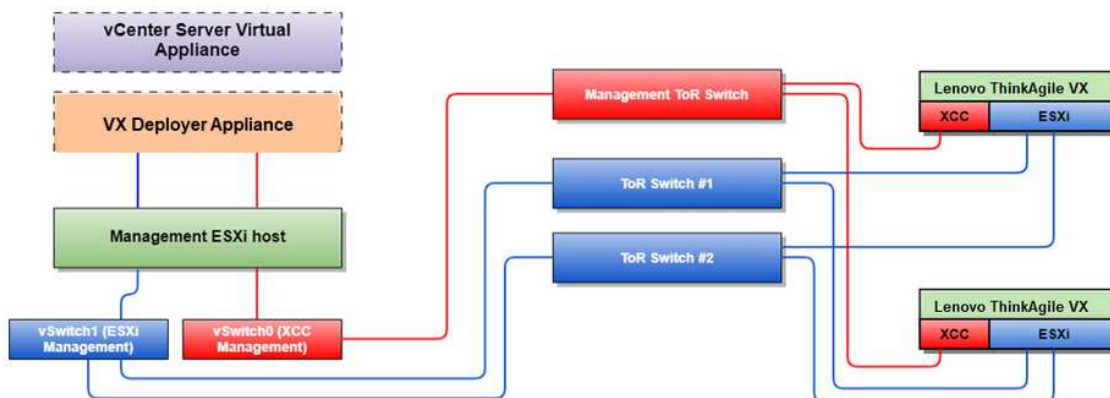 vCenter Server Virtual
Appliance
VX Deployer Appliance
Management ESXi host
vSwitch1 (ESXi
Management)
vSwitch0 (XCC
Management)
Management ToR Switch
ToR Switch #1
ToR Switch #2
Lenovo ThinkAgile VX
XCC
ESXi
Lenovo ThinkAgile VX
XCC
ESXi